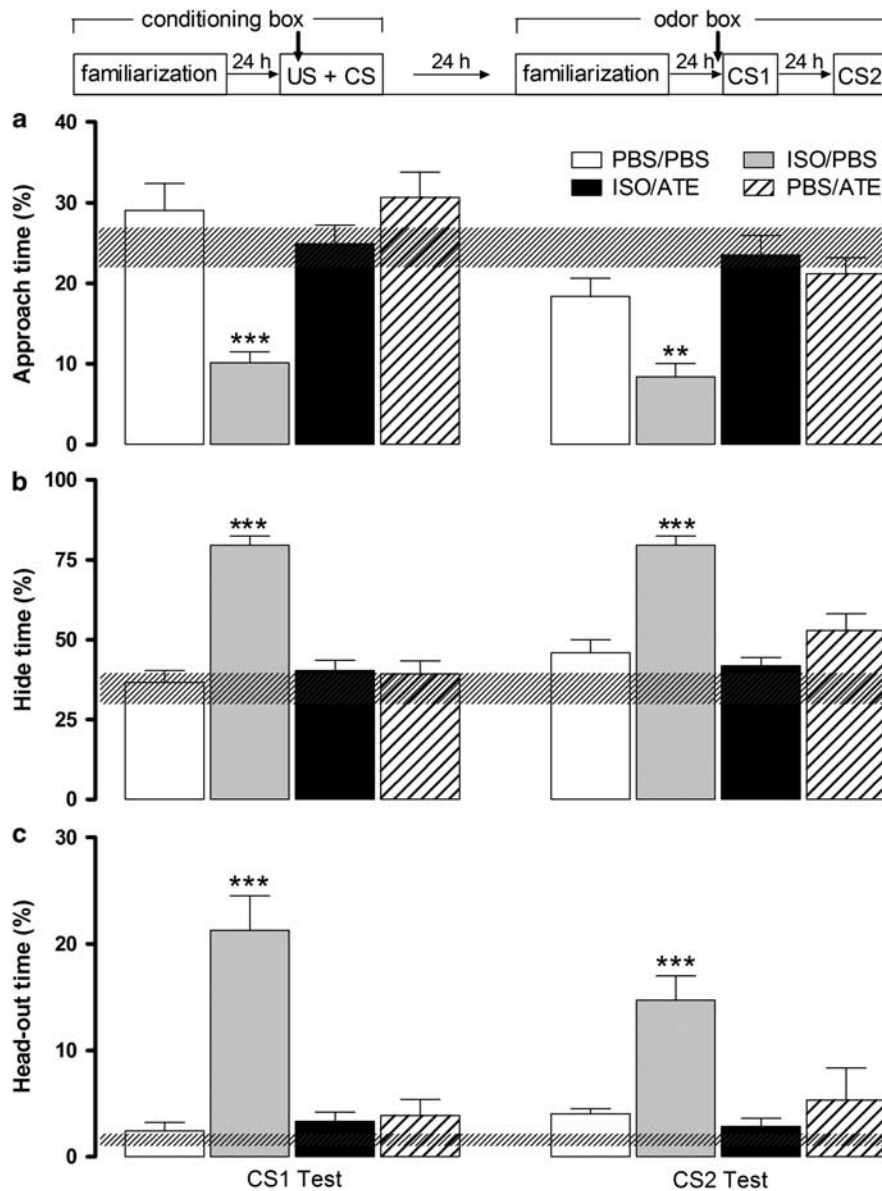 conditioning box
odor box
familiarization 24 h US + CS 24 h familiarization 24 h CS1 24 h CS2
a
40
30
20
10
0
Approach time (%)
PBS/PBS ISO/PBS
ISO/ATE PBS/ATE
*** **
b
100
75
50
25
0
Hide time (%)
*** ***
c
30
20
10
0
Head-out time (%)
*** ***
CS1 Test CS2 Test